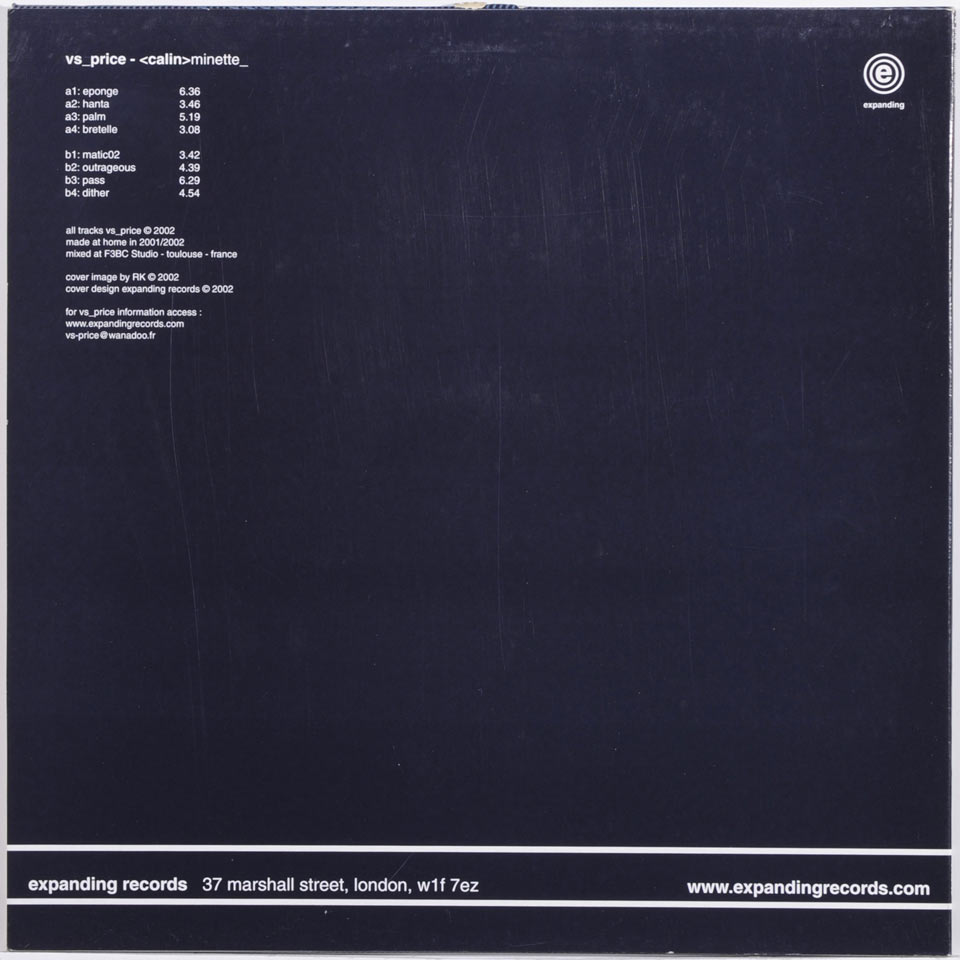 vs_price - <calin>minette_
e
expanding
a1: eponge 6.36
a2: hanta 3.46
a3: palm 5.19
a4: bretelle 3.08
b1: matic02 3.42
b2: outrageous 4.39
b3: pass 6.29
b4: dither 4.54
all tracks vs_price © 2002
made at home in 2001/2002
mixed at F3BC Studio - toulouse - france
cover image by RK © 2002
cover design expanding records © 2002
for vs_price information access :
www.expandingrecords.com
vs-price@wanadoo.fr
expanding records 37 marshall street, london, w1f 7ez www.expandingrecords.com